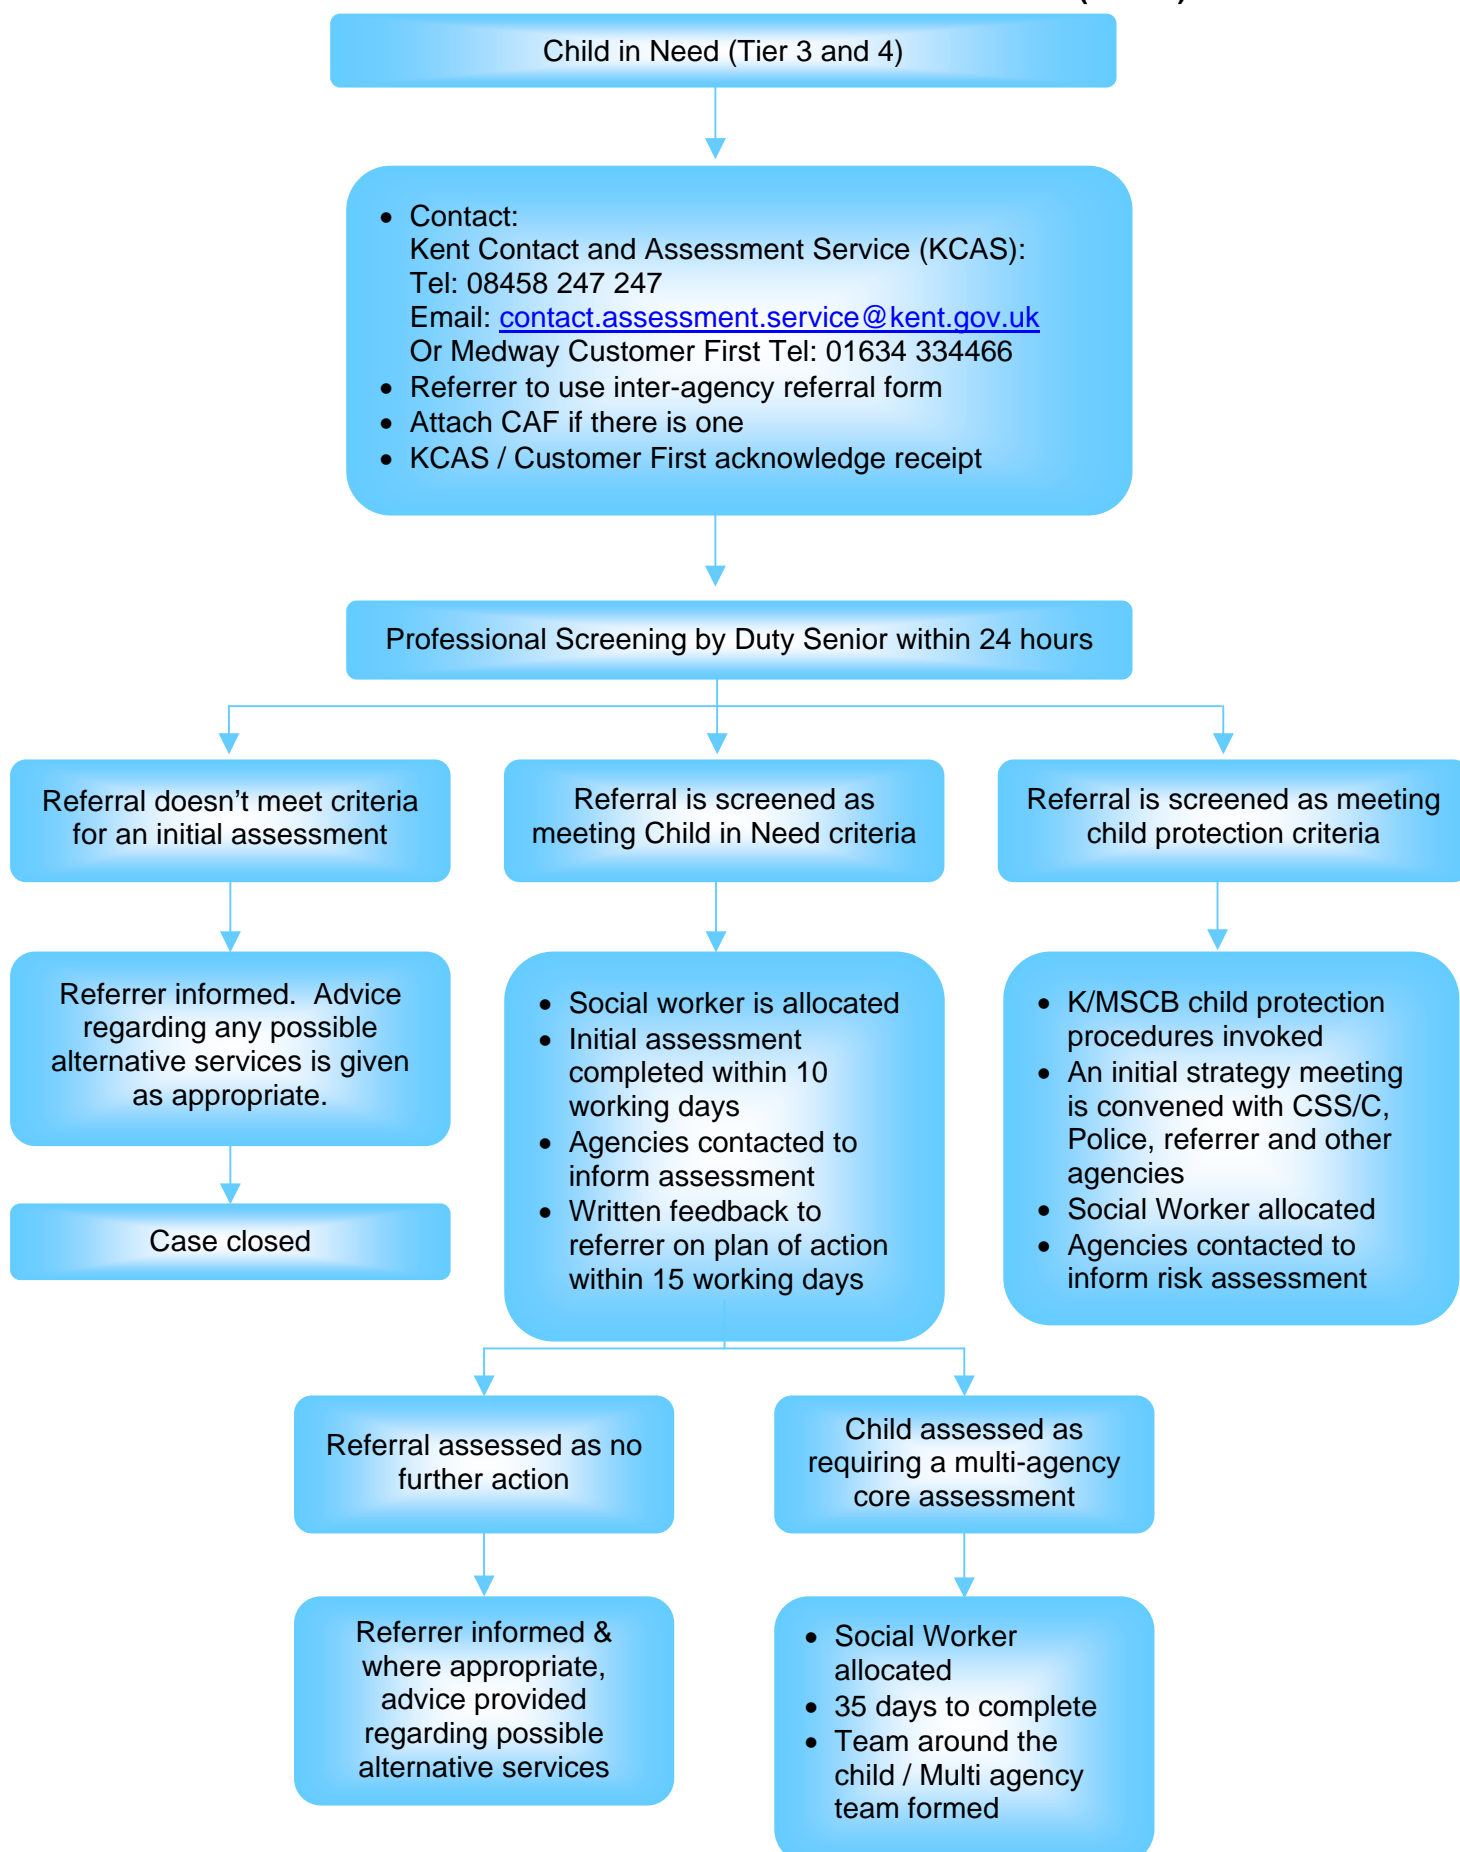 Child in Need (Tier 3 and 4)
• Contact:
Kent Contact and Assessment Service (KCAS):
Tel: 08458 247 247
Email: contact.assessment.service@kent.gov.uk
Or Medway Customer First Tel: 01634 334466
• Referrer to use inter-agency referral form
• Attach CAF if there is one
• KCAS / Customer First acknowledge receipt
Professional Screening by Duty Senior within 24 hours
Referral doesn’t meet criteria
for an initial assessment
Referral is screened as
meeting Child in Need criteria
Referral is screened as meeting
child protection criteria
Referrer informed.  Advice
regarding any possible
alternative services is given
as appropriate.
Case closed
• Social worker is allocated
• Initial assessment
completed within 10
working days
• Agencies contacted to
inform assessment
• Written feedback to
referrer on plan of action
within 15 working days
• K/MSCB child protection
procedures invoked
• An initial strategy meeting
is convened with CSS/C,
Police, referrer and other
agencies
• Social Worker allocated
• Agencies contacted to
inform risk assessment
Referral assessed as no
further action
Child assessed as
requiring a multi-agency
core assessment
Referrer informed &
where appropriate,
advice provided
regarding possible
alternative services
• Social Worker
allocated
• 35 days to complete
• Team around the
child / Multi agency
team formed